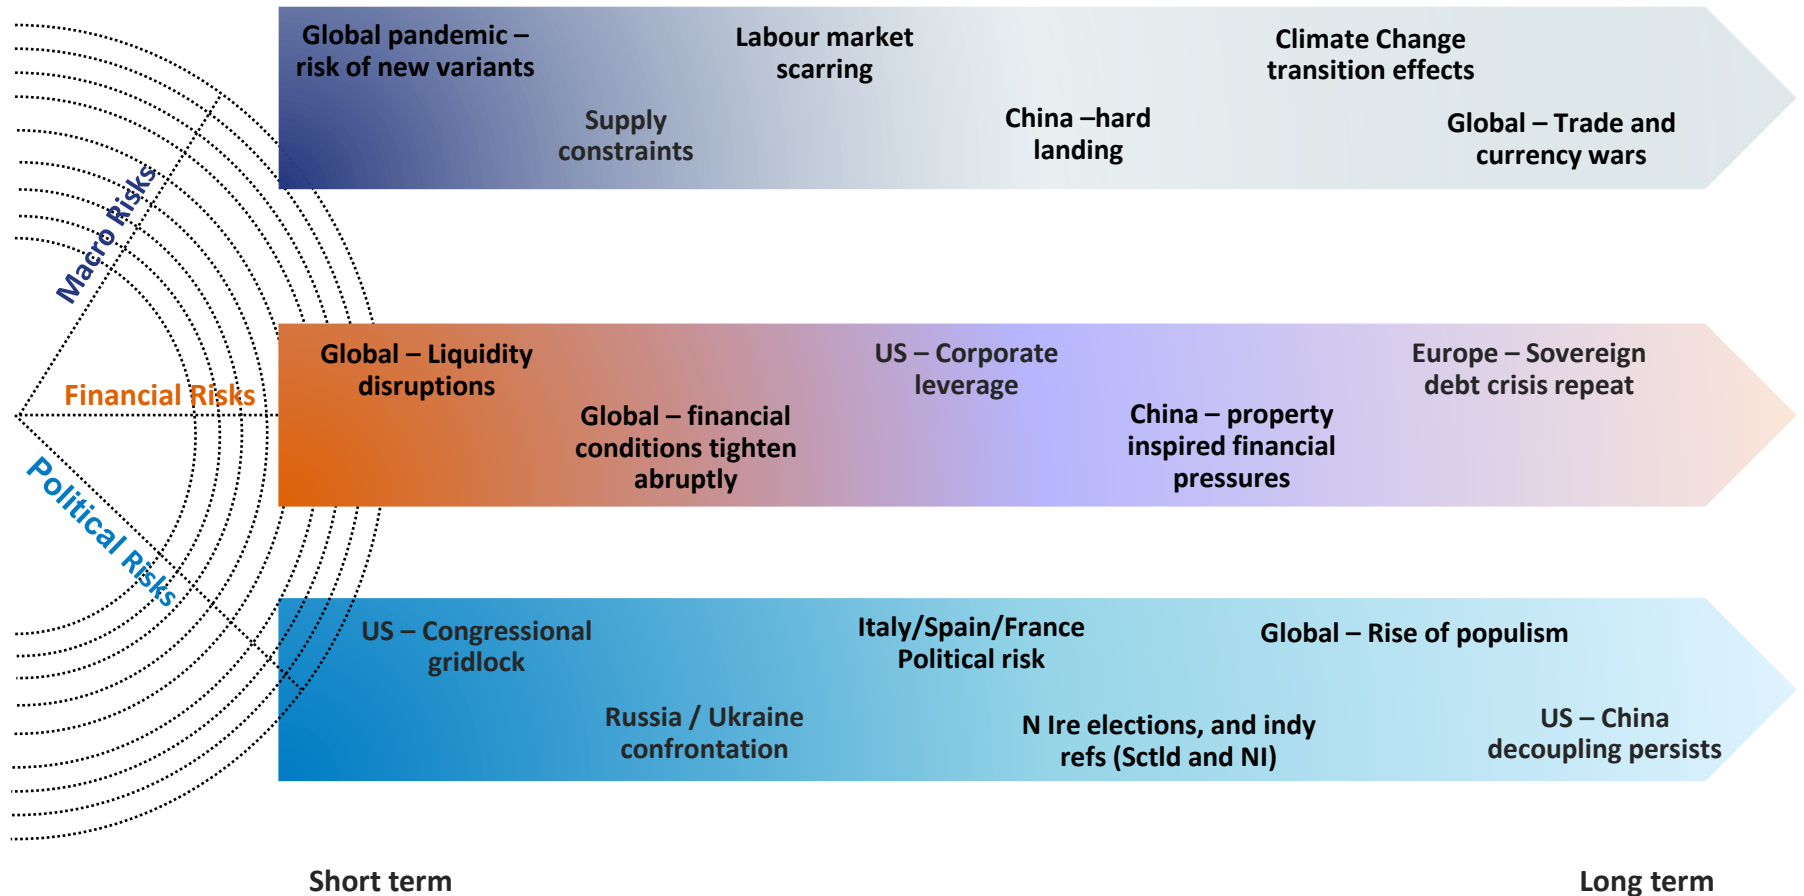 Macro Risks
Global pandemic –
risk of new variants
Supply
constraints
Labour market
scarring
China –hard
landing
Climate Change
transition effects
Global – Trade and
currency wars
Financial Risks
Global – Liquidity
disruptions
Global – financial
conditions tighten
abruptly
US – Corporate
leverage
China – property
inspired financial
pressures
Europe – Sovereign
debt crisis repeat
Political Risks
US – Congressional
gridlock
Russia / Ukraine
confrontation
Italy/Spain/France
Political risk
N Ire elections, and indy
refs (Sctld and NI)
Global – Rise of populism
US – China
decoupling persists
Short term
Long term